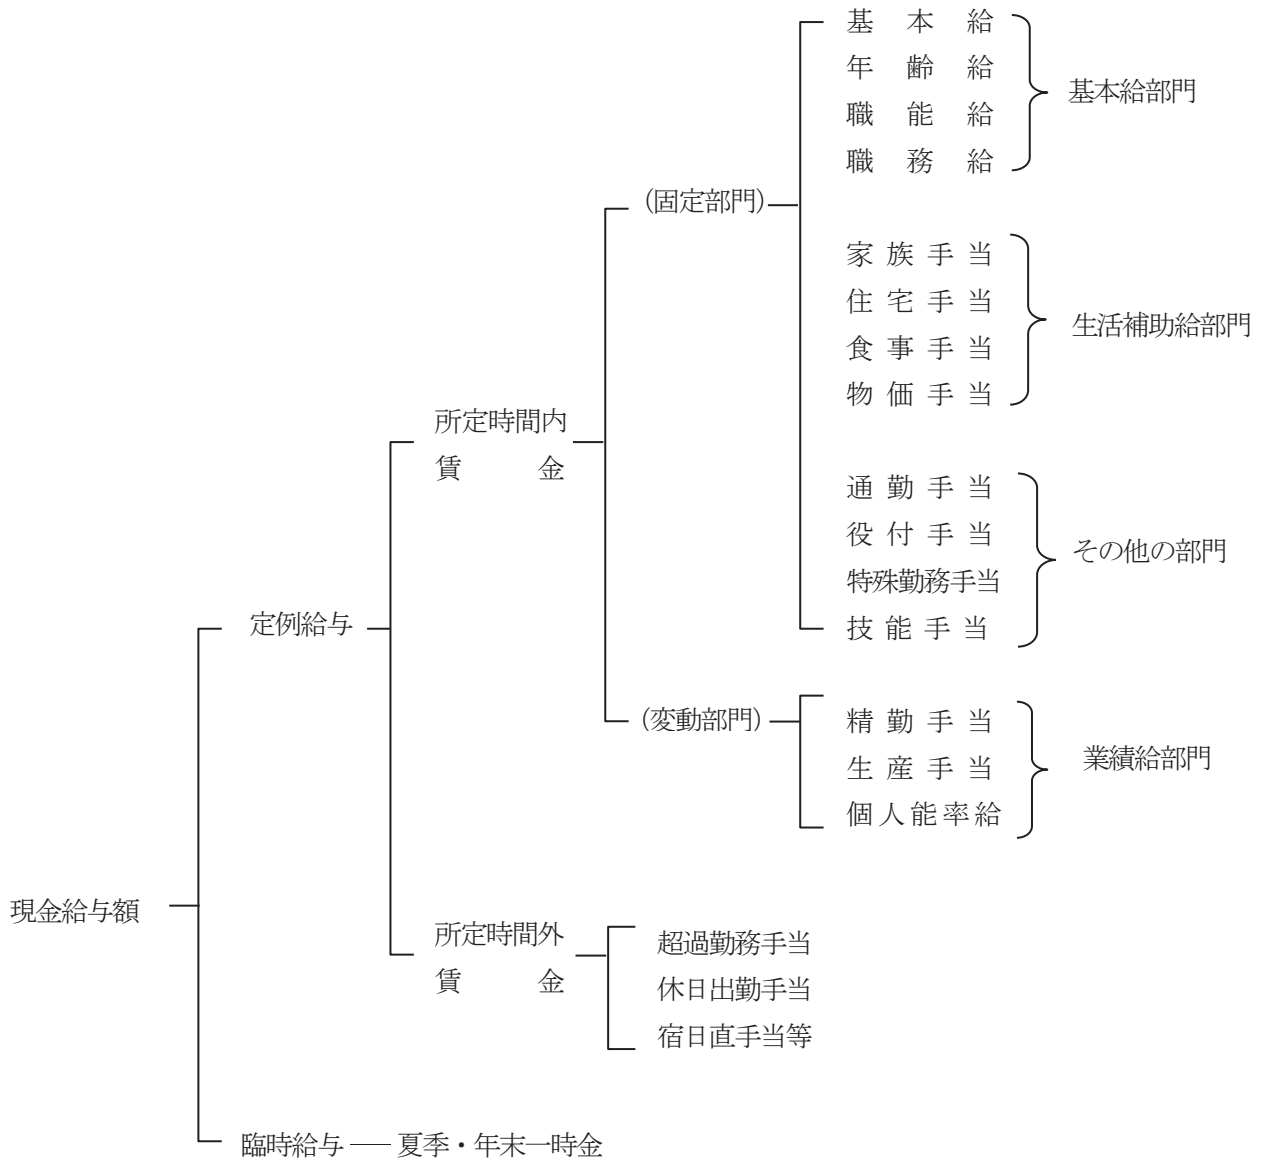 基本給
年齢給
職能給
職務給
基本給部門
(固定部門)
家族手当
住宅手当
食事手当
物価手当
生活補助給部門
所定時間内
賃金
通勤手当
役付手当
特殊勤務手当
技能手当
その他の部門
定例給与
(変動部門)
精勤手当
生産手当
個人能率給
業績給部門
現金給与額
所定時間外
賃金
超過勤務手当
休日出勤手当
宿日直手当等
臨時給与 ― 夏季・年末一時金